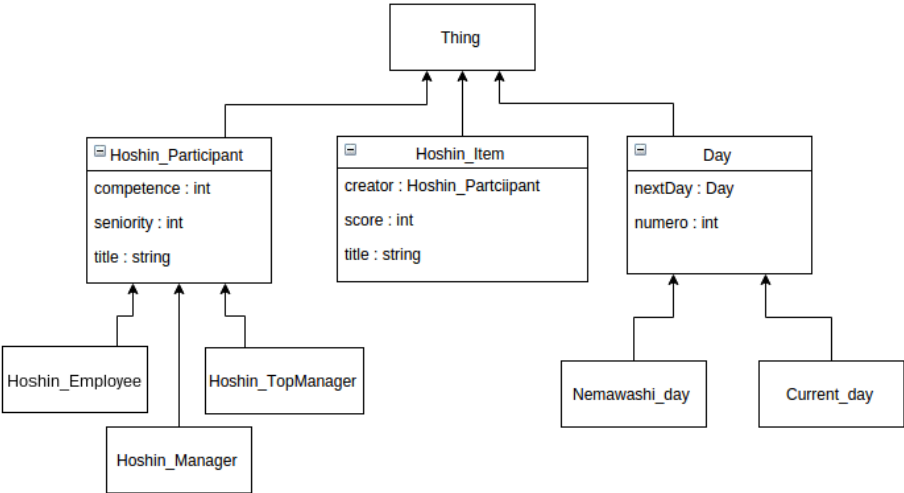 Thing
Hoshin_Participant
competence : int
seniority : int
title : string
Hoshin_Item
creator : Hoshin_Partciipant
score : int
title : string
Day
nextDay : Day
numero : int
Hoshin_Employee
Hoshin_TopManager
Hoshin_Manager
Nemawashi_day
Current_day